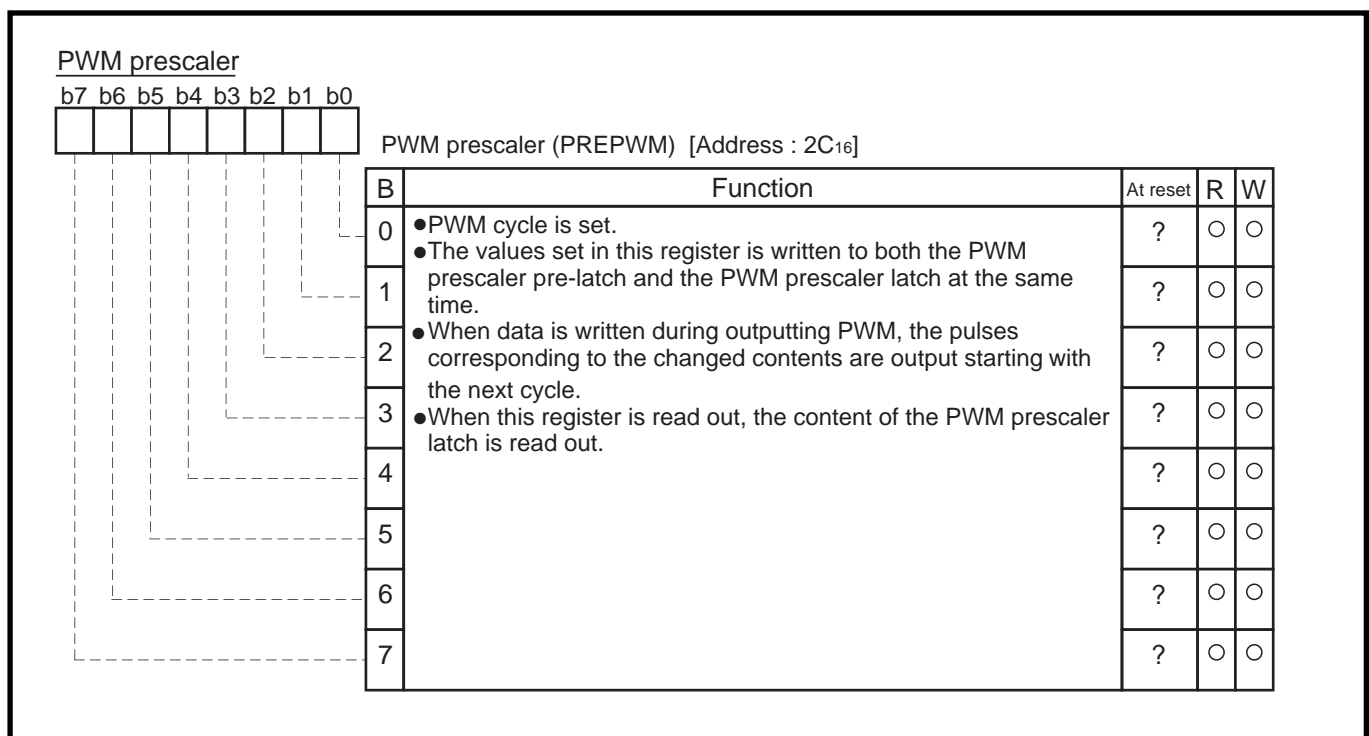 PWM prescaler
b7 b6 b5 b4 b3 b2 b1 b0
PWM prescaler (PREPWM) [Address : 2C16]
B Function At reset R W
0 ●PWM cycle is set. ? ○ ○
●The values set in this register is written to both the PWM
prescaler pre-latch and the PWM prescaler latch at the same
time.
1 ? ○ ○
●When data is written during outputting PWM, the pulses
corresponding to the changed contents are output starting with
the next cycle.
2 ? ○ ○
●When this register is read out, the content of the PWM prescaler
latch is read out.
3 ? ○ ○
4 ? ○ ○
5 ? ○ ○
6 ? ○ ○
7 ? ○ ○